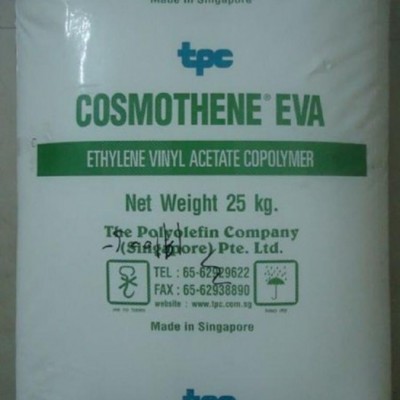 Made in Singapore
tpc
COSMOTHENE® EVA
ETHYLENE VINYL ACETATE COPOLYMER
Net Weight 25 kg.
The Polyolefin Company
(Singapore) Pte. Ltd.
TEL : 65-62929622
FAX : 65-62938890
website : www.tpc.com.sg
Made in Singapore
tpc